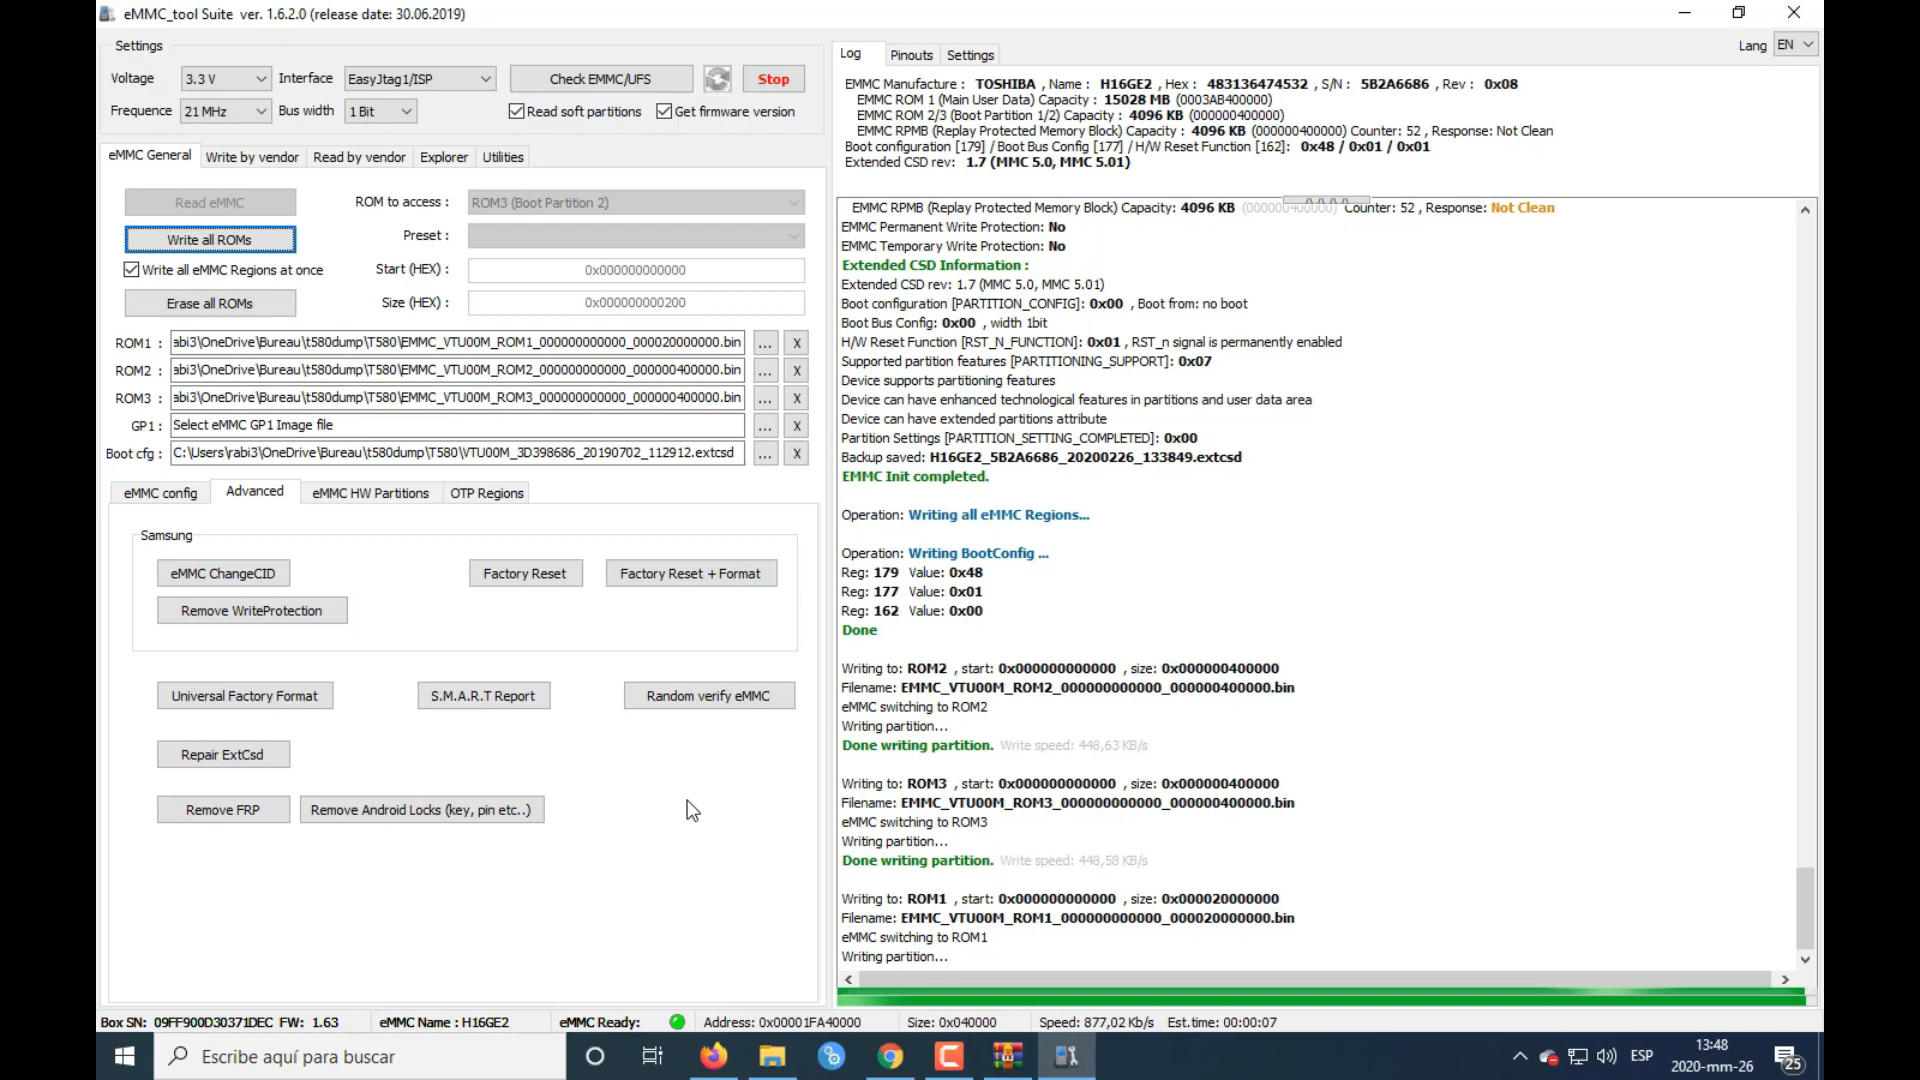 eMMC_tool Suite  ver. 1.6.2.0 (release date: 30.06.2019)
Settings
Voltage 3.3 V Interface EasyJtag1/ISP Check EMMC/UFS Stop
Frequency 21 MHz Bus width 1 Bit Read soft partitions Get firmware version
eMMC General Write by vendor Read by vendor Explorer Utilities
Read eMMC ROM to access : ROM3 (Boot Partition 2)
Write all ROMs Preset :
Write all eMMC Regions at once Start (HEX) : 0x000000000000
Erase all ROMs Size (HEX) : 0x000000000200
ROM1 : abi3\OneDrive\Bureau\t580dump\T580\EMMC_VTU00M_ROM1_000000000000_000020000000.bin ... X
ROM2 : abi3\OneDrive\Bureau\t580dump\T580\EMMC_VTU00M_ROM2_000000000000_000000400000.bin ... X
ROM3 : abi3\OneDrive\Bureau\t580dump\T580\EMMC_VTU00M_ROM3_000000000000_000000400000.bin ... X
GP1 : Select eMMC GP1 Image file ... X
Boot cfg : C:\Users\rabi3\OneDrive\Bureau\t580dump\T580\VTU00M_3D398686_20190702_112912.extcsd ... X
eMMC config Advanced eMMC HW Partitions OTP Regions
Samsung
eMMC ChangeCID Factory Reset Factory Reset + Format
Remove WriteProtection
Universal Factory Format S.M.A.R.T Report Random verify eMMC
Repair ExtCsd
Remove FRP Remove Android Locks (key, pin etc..)
Log Pinouts Settings Lang EN
EMMC Manufacture : TOSHIBA , Name : H16GE2 , Hex : 483136474532 , S/N : 5B2A6686 , Rev : 0x08
EMMC ROM 1 (Main User Data) Capacity : 15028 MB (0003AB400000)
EMMC ROM 2/3 (Boot Partition 1/2) Capacity : 4096 KB (000000400000)
EMMC RPMB (Replay Protected Memory Block) Capacity : 4096 KB (000000400000) Counter: 52 , Response: Not Clean
Boot configuration [179] / Boot Bus Config [177] / H/W Reset Function [162]: 0x48 / 0x01 / 0x01
Extended CSD rev: 1.7 (MMC 5.0, MMC 5.01)
EMMC RPMB (Replay Protected Memory Block) Capacity: 4096 KB (000000400000) Counter: 52 , Response: Not Clean
EMMC Permanent Write Protection: No
EMMC Temporary Write Protection: No
Extended CSD Information :
Extended CSD rev: 1.7 (MMC 5.0, MMC 5.01)
Boot configuration [PARTITION_CONFIG]: 0x00 , Boot from: no boot
Boot Bus Config: 0x00 , width 1bit
H/W Reset Function [RST_N_FUNCTION]: 0x01 , RST_n signal is permanently enabled
Supported partition features [PARTITIONING_SUPPORT]: 0x07
Device supports partitioning features
Device can have enhanced technological features in partitions and user data area
Device can have extended partitions attribute
Partition Settings [PARTITION_SETTING_COMPLETED]: 0x00
Backup saved: H16GE2_5B2A6686_20200226_133849.extcsd
EMMC Init completed.
Operation: Writing all eMMC Regions...
Operation: Writing BootConfig ...
Reg: 179 Value: 0x48
Reg: 177 Value: 0x01
Reg: 162 Value: 0x00
Done
Writing to: ROM2 , start: 0x000000000000 , size: 0x000000400000
Filename: EMMC_VTU00M_ROM2_000000000000_000000400000.bin
eMMC switching to ROM2
Writing partition...
Done writing partition. Write speed: 448,63 KB/s
Writing to: ROM3 , start: 0x000000000000 , size: 0x000000400000
Filename: EMMC_VTU00M_ROM3_000000000000_000000400000.bin
eMMC switching to ROM3
Writing partition...
Done writing partition. Write speed: 448,58 KB/s
Writing to: ROM1 , start: 0x000000000000 , size: 0x000020000000
Filename: EMMC_VTU00M_ROM1_000000000000_000020000000.bin
eMMC switching to ROM1
Writing partition...
Box SN: 09FF900D30371DEC FW: 1.63 eMMC Name : H16GE2 eMMC Ready: Address: 0x00001FA40000 Size: 0x040000 Speed: 877,02 Kb/s Est.time: 00:00:07
Escribe aquí para buscar ESP 13:48
2020-mm-26 25